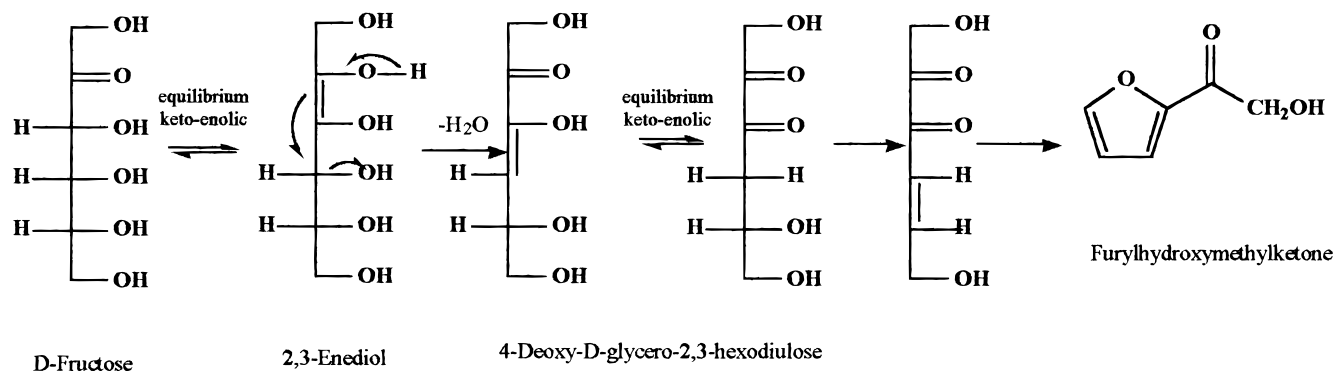 OH
O
H OH
H OH
H OH
OH
D-Fructose
equilibrium
keto-enolic
OH
O H
OH
H OH
H OH
OH
2,3-Enediol
-H₂O
OH
O
OH
H
H OH
OH
equilibrium
keto-enolic
OH
O
O
H H
H OH
OH
4-Deoxy-D-glycero-2,3-hexodiulose
OH
O
O
H
H H
OH
O
O
CH₂OH
Furylhydroxymethylketone